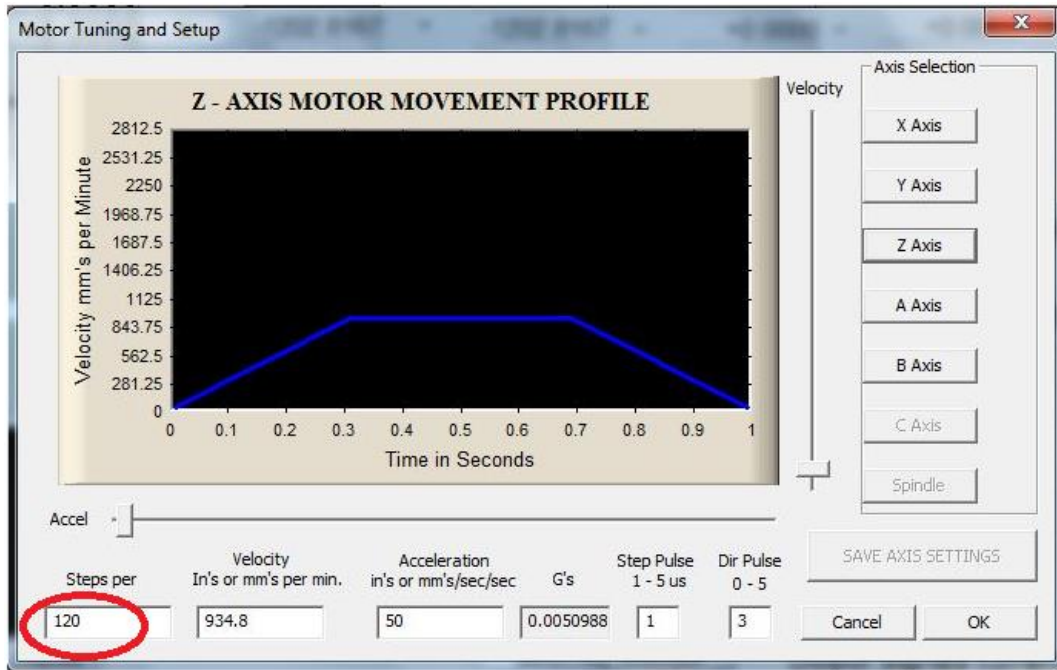 Motor Tuning and Setup
x
Z - AXIS MOTOR MOVEMENT PROFILE
Velocity mm's per Minute
2812.5
2531.25
2250
1968.75
1687.5
1406.25
1125
843.75
562.5
281.25
0
0 0.1 0.2 0.3 0.4 0.5 0.6 0.7 0.8 0.9 1
Time in Seconds
Velocity
Axis Selection
X Axis
Y Axis
Z Axis
A Axis
B Axis
C Axis
Spindle
Accel
Steps per
120
Velocity
In's or mm's per min.
934.8
Acceleration
in's or mm's/sec/sec
50
G's
0.0050988
Step Pulse
1 - 5 us
1
Dir Pulse
0 - 5
3
SAVE AXIS SETTINGS
Cancel
OK